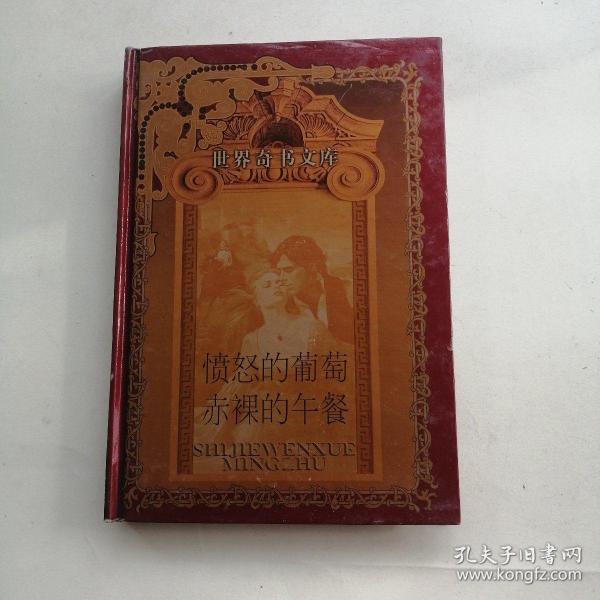 世界奇书文库
愤怒的葡萄
赤裸的午餐
SHIJIEWENXUE
MINGZHU
孔夫子旧书网
www.kongfz.com